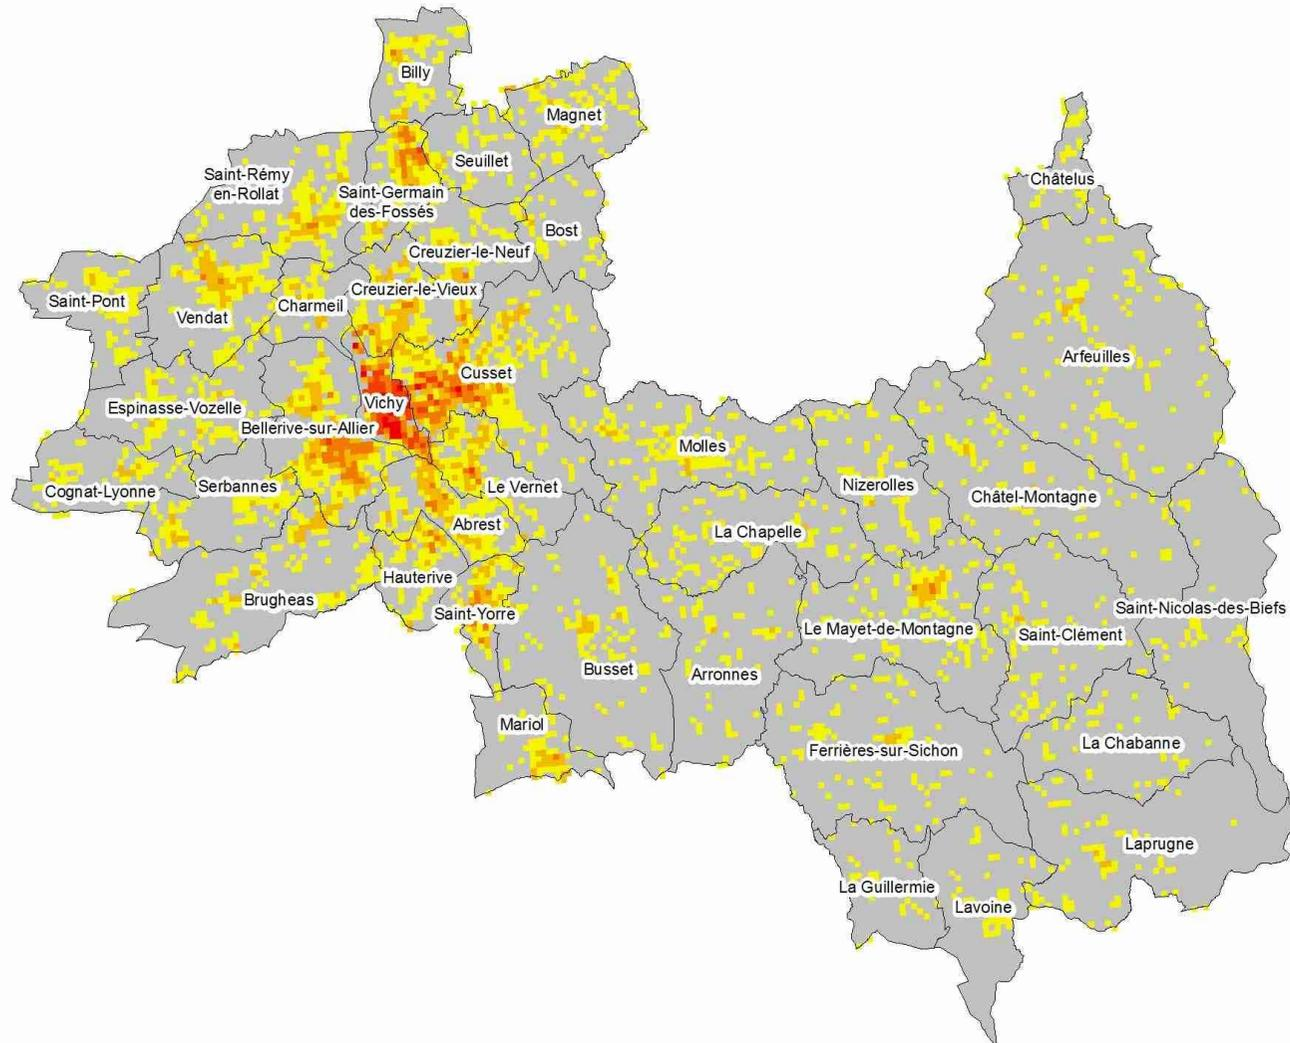 Billy
Magnet
Seuillet
Saint-Rémy
en-Rollat
Châtelus
Saint-Germain
des-Fossés
Bost
Creuzier-le-Neuf
Creuzier-le-Vieux
Saint-Pont
Charmeil
Vendat
Arfeuilles
Cusset
Vichy
Espinasse-Vozelle
Bellerive-sur-Allier
Molles
Nizerolles
Serbannes
Le Vernet
Cognat-Lyonne
Châtel-Montagne
Abrest
La Chapelle
Hauterive
Brugheas
Saint-Nicolas-des-Biefs
Saint-Yorre
Le Mayet-de-Montagne
Saint-Clément
Busset
Arronnes
Mariol
La Chabanne
Ferrières-sur-Sichon
Laprugne
La Guillermie
Lavoine